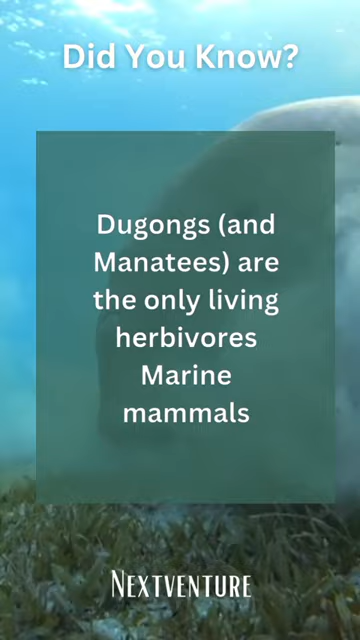 Did You Know?
Dugongs (and
Manatees) are
the only living
herbivores
Marine
mammals
NEXTVENTURE